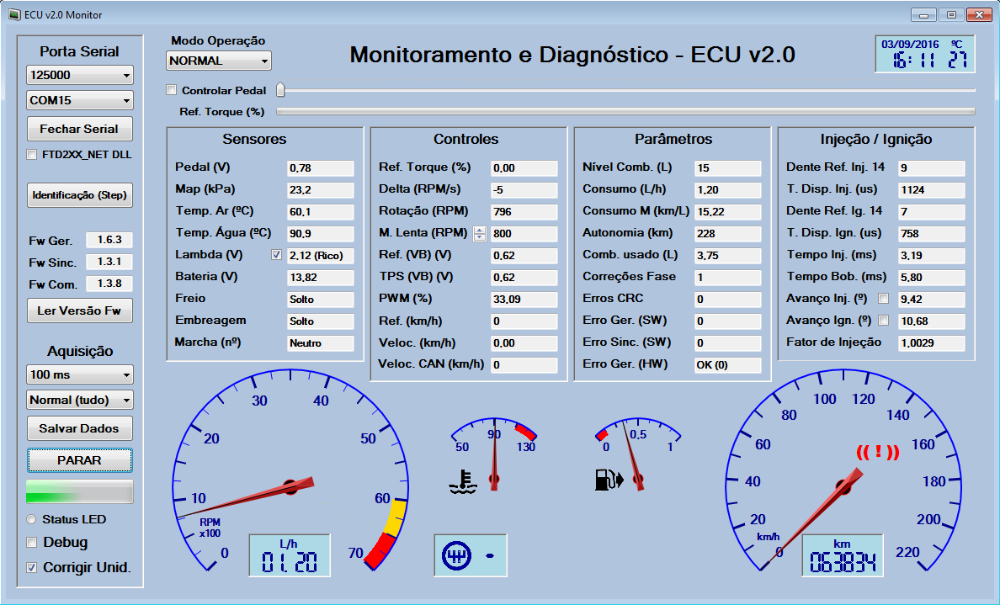 ECU v2.0 Monitor
Porta Serial
125000
COM15
Fechar Serial
FTD2XX_NET DLL
Identificação (Step)
Fw Ger. 1.6.3
Fw Sinc. 1.3.1
Fw Com. 1.3.8
Ler Versão Fw
Aquisição
100 ms
Normal (tudo)
Salvar Dados
PARAR
Status LED
Debug
Corrigir Unid.
Modo Operação
NORMAL
Monitoramento e Diagnóstico - ECU v2.0
03/09/2016 ºC
16:11 27
Controlar Pedal
Ref. Torque (%)
Sensores
Pedal (V) 0,78
Map (kPa) 23,2
Temp. Ar (ºC) 60,1
Temp. Água (ºC) 90,9
Lambda (V) 2,12 (Rico)
Bateria (V) 13,82
Freio Solto
Embreagem Solto
Marcha (nº) Neutro
Controles
Ref. Torque (%) 0,00
Delta (RPM/s) -5
Rotação (RPM) 796
M. Lenta (RPM) 800
Ref. (VB) (V) 0,62
TPS (VB) (V) 0,62
PWM (%) 33,09
Ref. (km/h) 0
Veloc. (km/h) 0,00
Veloc. CAN (km/h) 0
Parâmetros
Nível Comb. (L) 15
Consumo (L/h) 1,20
Consumo M (km/L) 15,22
Autonomia (km) 228
Comb. usado (L) 3,75
Correções Fase 1
Erros CRC 0
Erro Ger. (SW) 0
Erro Sinc. (SW) 0
Erro Ger. (HW) OK (0)
Injeção / Ignição
Dente Ref. Inj. 14 9
T. Disp. Inj. (us) 1124
Dente Ref. Ig. 14 7
T. Disp. Ign. (us) 758
Tempo Inj. (ms) 3,19
Tempo Bob. (ms) 5,80
Avanço Inj. (º) 9,42
Avanço Ign. (º) 10,68
Fator de Injeção 1,0029
0 10 20 30 40 50 60 70
RPM
x100
L/h
01.20
50 90 130
0 0,5 1
-
0 20 40 60 80 100 120 140 160 180 200 220
((!))
km/h
km
063834